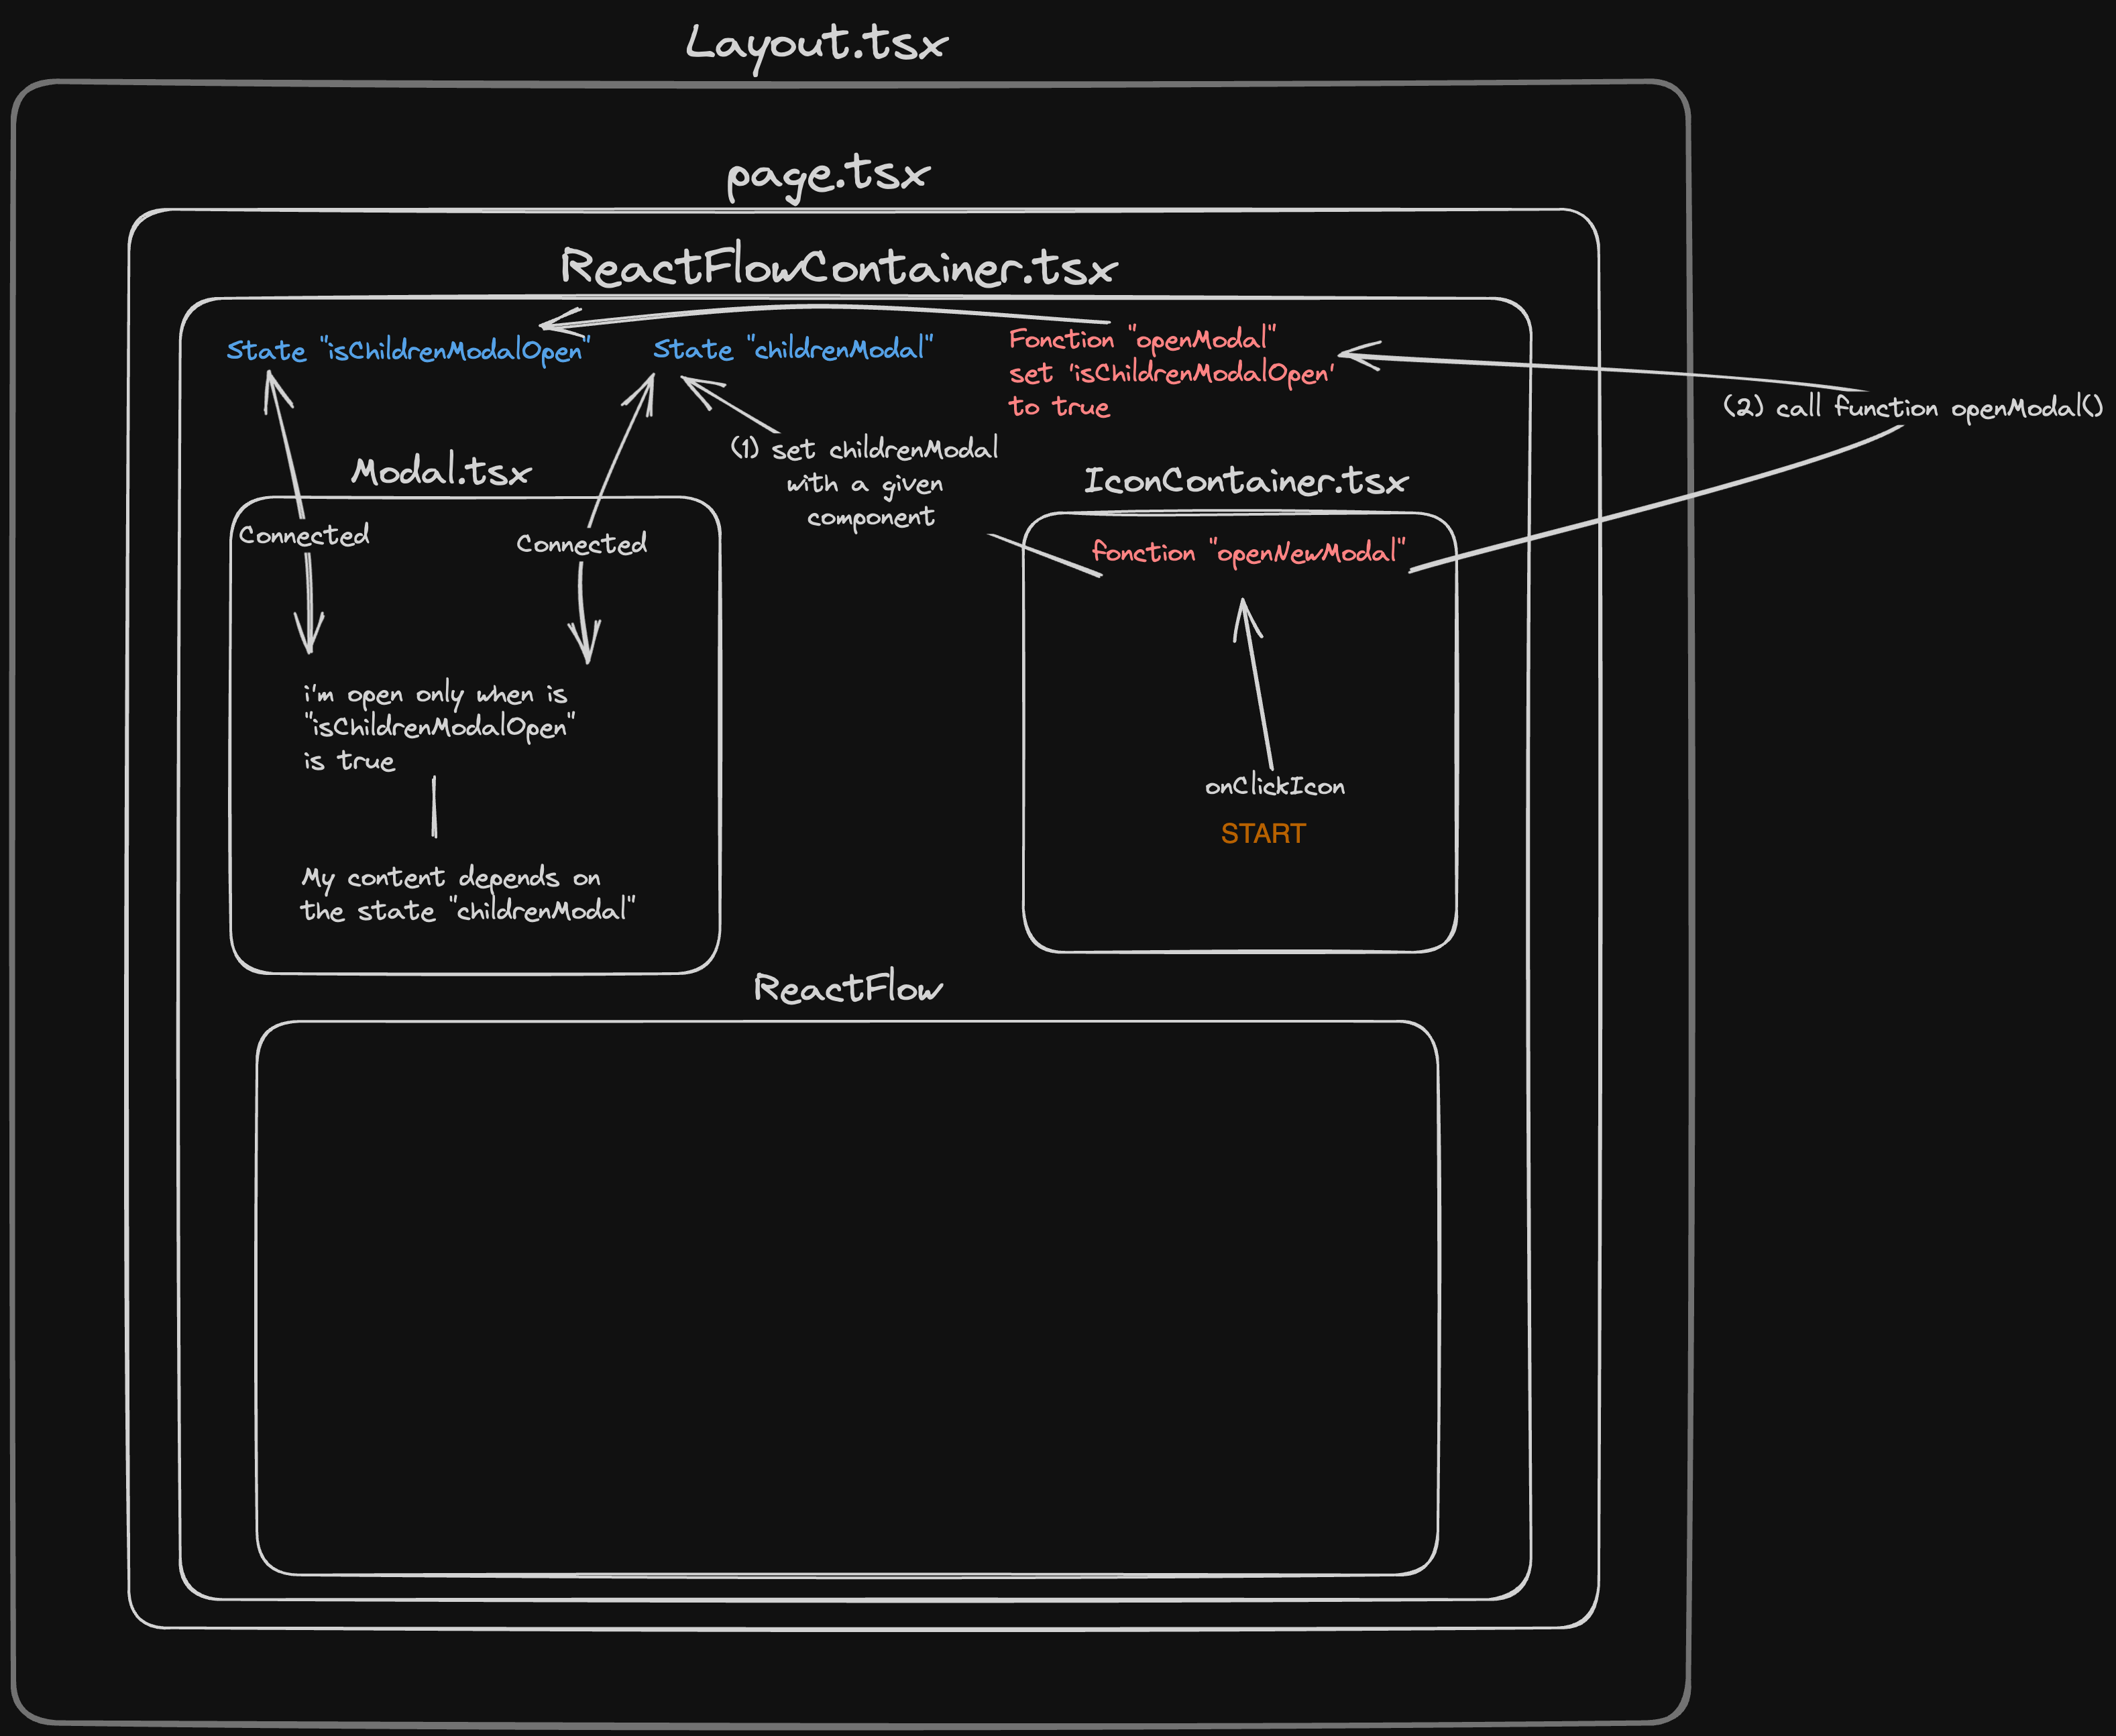 Layout.tsx
page.tsx
ReactFlowContainer.tsx
State "isChildrenModalOpen"
State "childrenModal"
Fonction "openModal"
set 'isChildrenModalOpen'
to true
(2) call function openModal()
(1) set childrenModal
with a given
component
Modal.tsx
IconContainer.tsx
Connected
Connected
fonction "openNewModal"
i'm open only when is
"isChildrenModalOpen"
is true
onClickIcon
START
My content depends on
the state "childrenModal"
ReactFlow